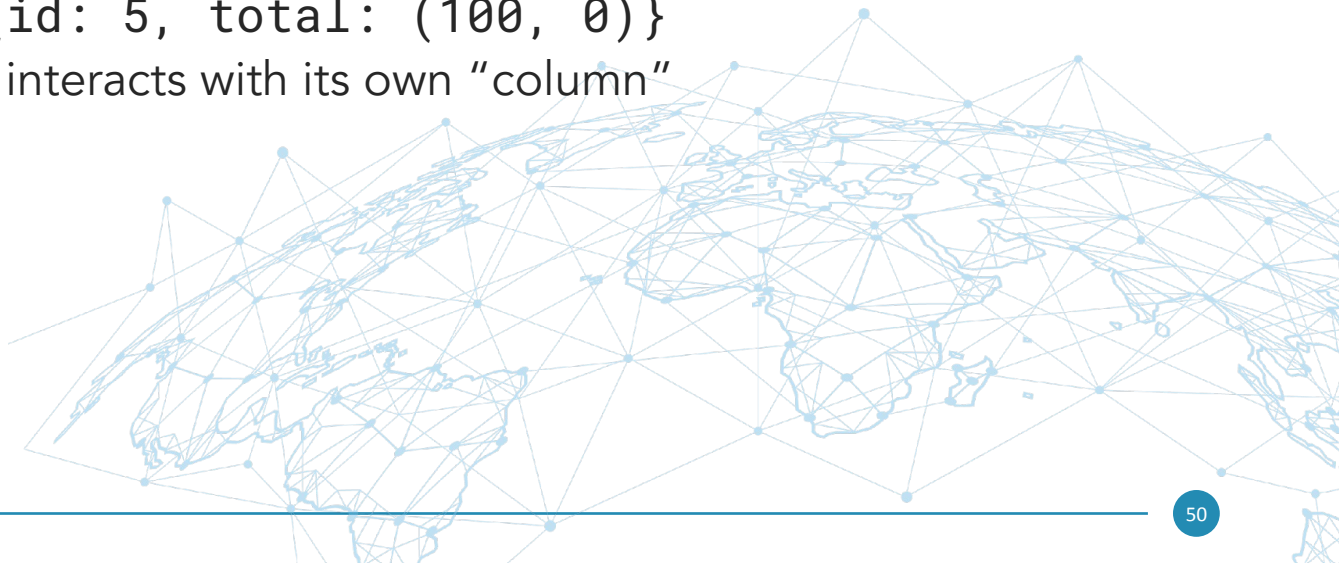 id: 5, total: (100, 0)}
interacts with its own “column”
50